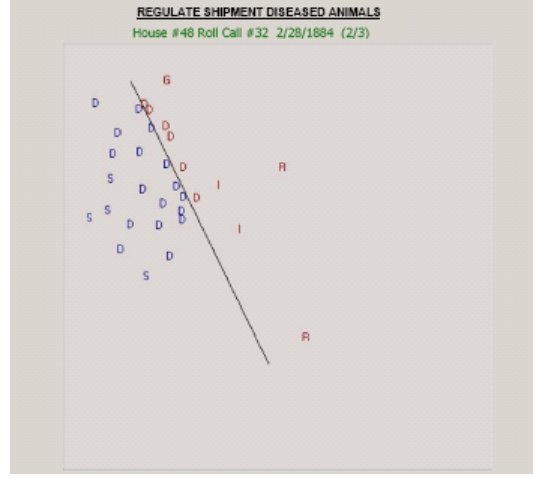 REGULATE SHIPMENT DISEASED ANIMALS
House #48 Roll Call #32 2/28/1884 (2/3)
G
D D D D
D D
D D
D D
D D R
S D I
D D D
D
S D
S D
D D I
D
D
S
R